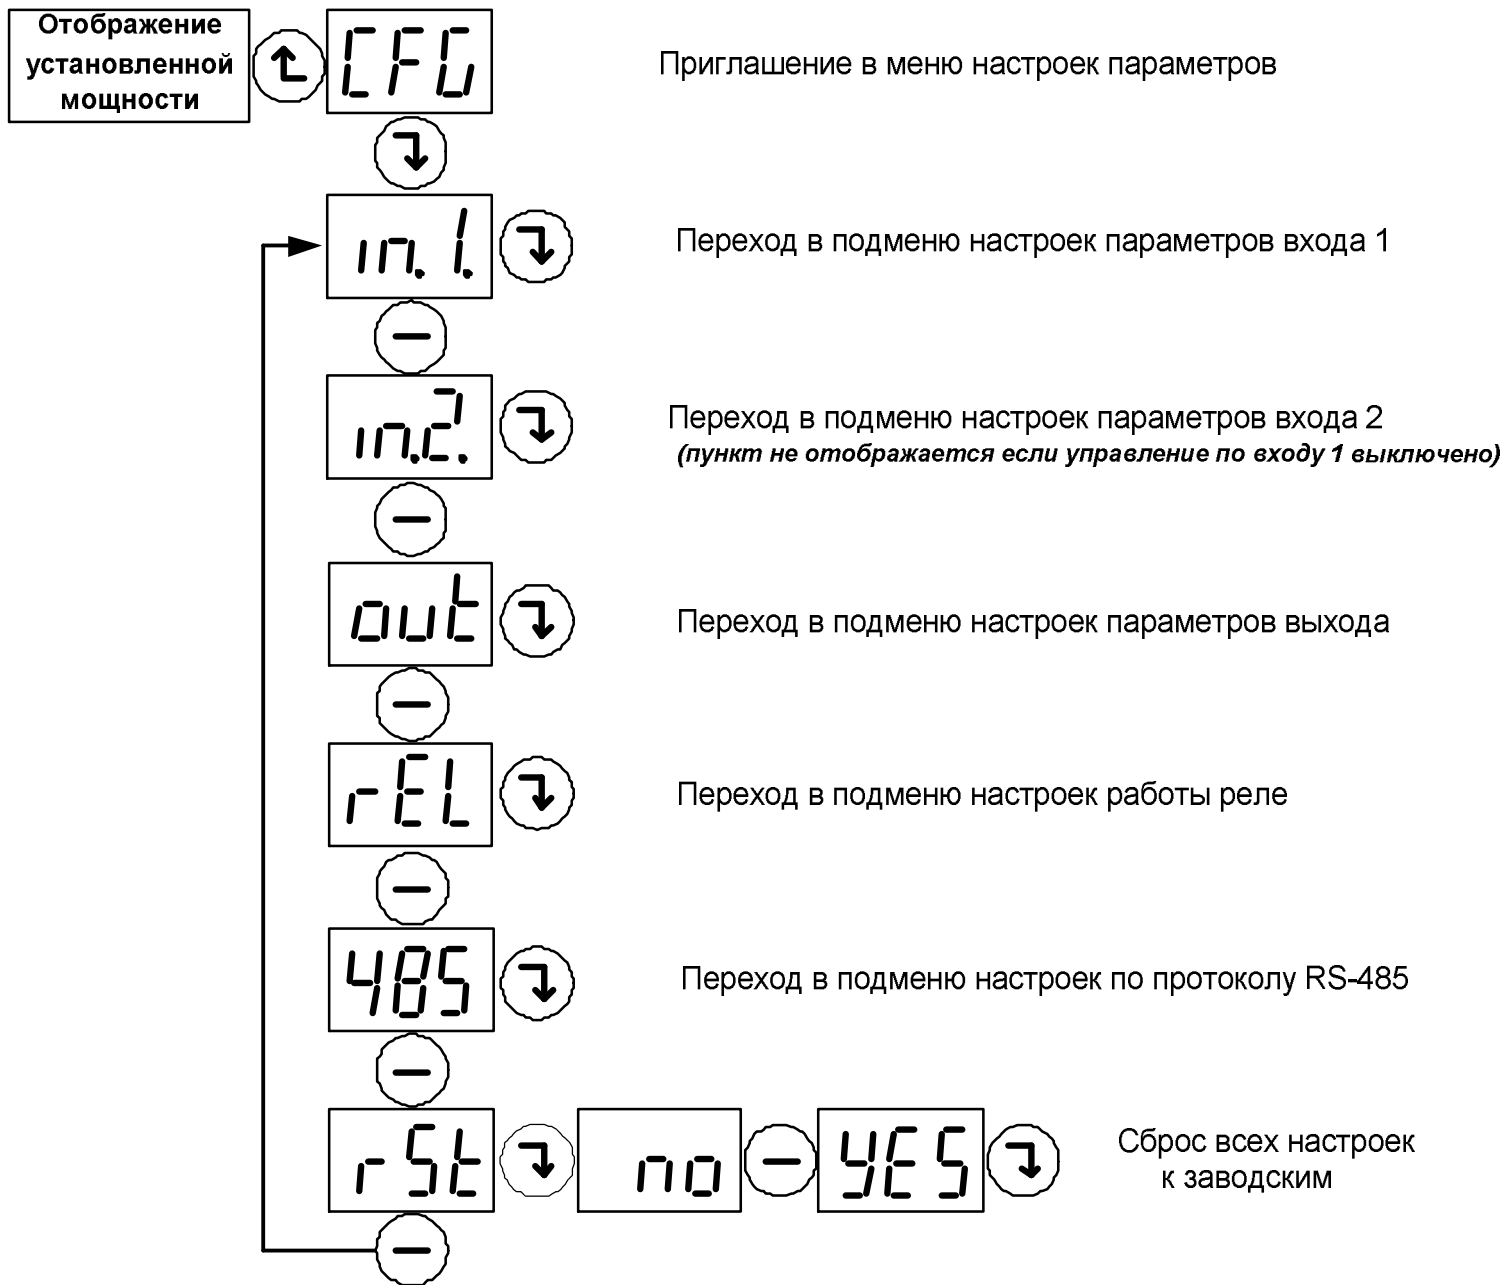 Отображение
установленной
мощности
CFG
Приглашение в меню настроек параметров
in.1.
Переход в подменю настроек параметров входа 1
in.2.
Переход в подменю настроек параметров входа 2
(пункт не отображается если управление по входу 1 выключено)
out
Переход в подменю настроек параметров выхода
rEL
Переход в подменю настроек работы реле
485
Переход в подменю настроек по протоколу RS-485
rSt
no
YES
Сброс всех настроек
к заводским